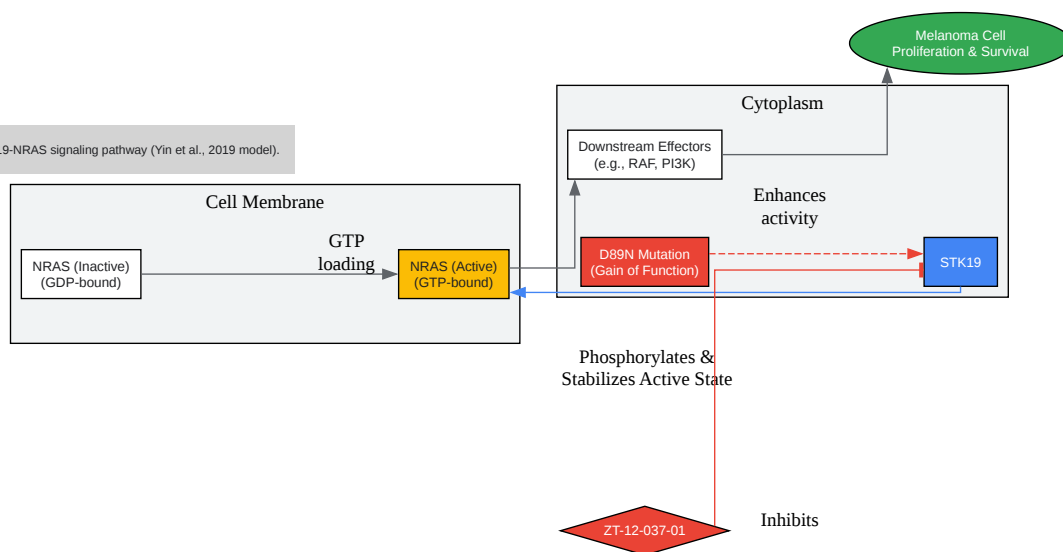 Melanoma Cell
Proliferation & Survival
Cytoplasm
19-NRAS signaling pathway (Yin et al., 2019 model).
Downstream Effectors
(e.g., RAF, PI3K)
Cell Membrane
Enhances
activity
GTP
loading
NRAS (Inactive)
(GDP-bound)
NRAS (Active)
(GTP-bound)
D89N Mutation
(Gain of Function)
STK19
Phosphorylates &
Stabilizes Active State
ZT-12-037-01
Inhibits